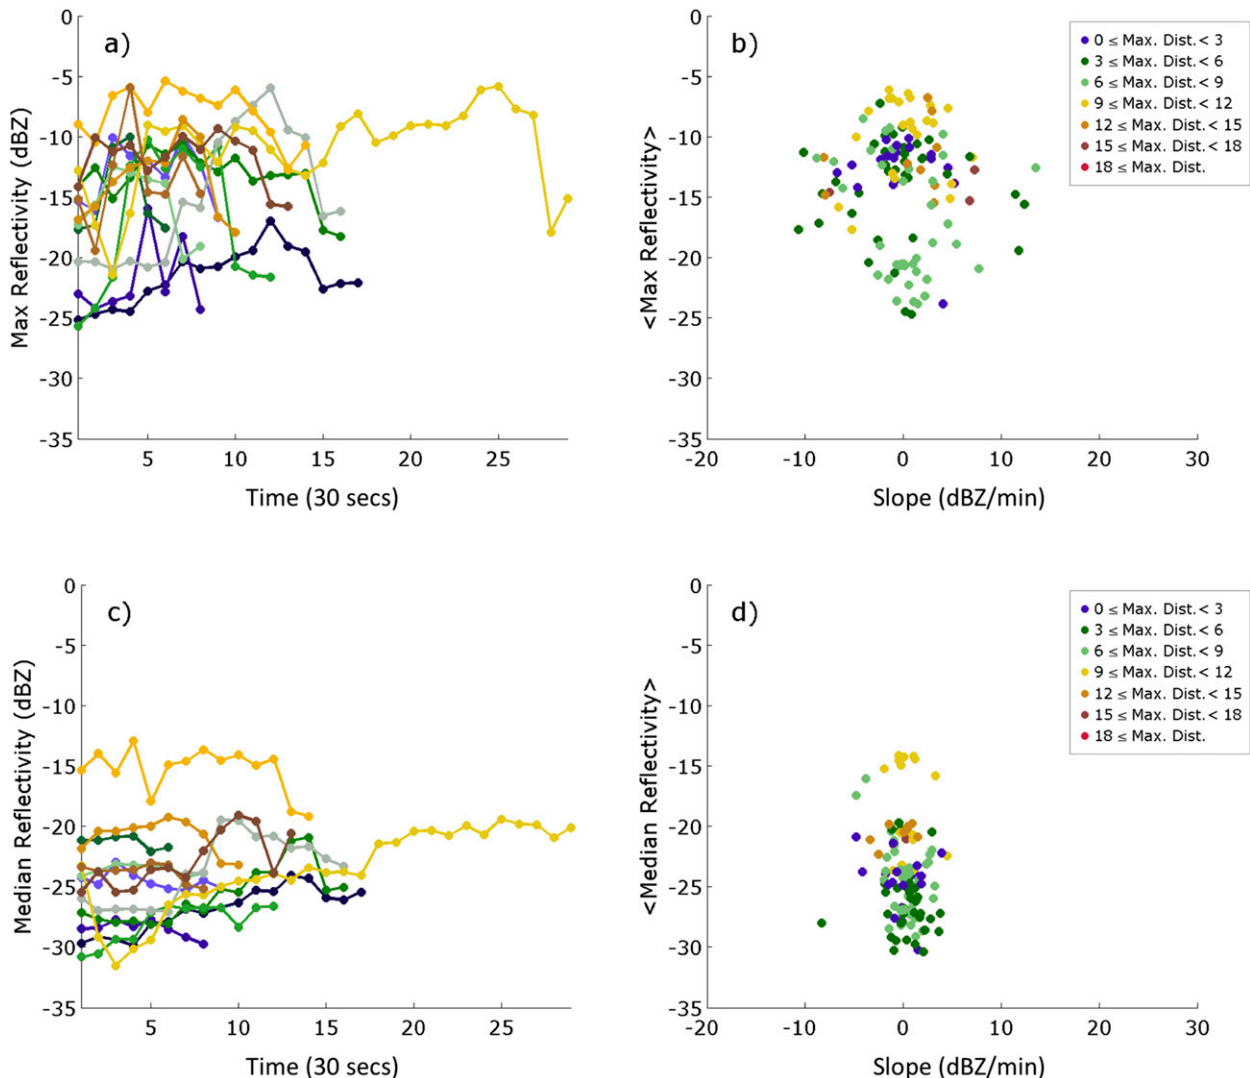 a)
Max Reflectivity (dBZ)
0
-5
-10
-15
-20
-25
-30
-35
5
10
15
20
25
Time (30 secs)
b)
<Max Reflectivity>
0
-5
-10
-15
-20
-25
-30
-35
-20
-10
0
10
20
30
Slope (dBZ/min)
0 ≤ Max. Dist.< 3
3 ≤ Max. Dist.< 6
6 ≤ Max. Dist.< 9
9 ≤ Max. Dist.< 12
12 ≤ Max. Dist.< 15
15 ≤ Max. Dist.< 18
18 ≤ Max. Dist.
c)
Median Reflectivity (dBZ)
0
-5
-10
-15
-20
-25
-30
-35
5
10
15
20
25
Time (30 secs)
d)
<Median Reflectivity>
0
-5
-10
-15
-20
-25
-30
-35
-20
-10
0
10
20
30
Slope (dBZ/min)
0 ≤ Max. Dist.< 3
3 ≤ Max. Dist.< 6
6 ≤ Max. Dist.< 9
9 ≤ Max. Dist.< 12
12 ≤ Max. Dist.< 15
15 ≤ Max. Dist.< 18
18 ≤ Max. Dist.